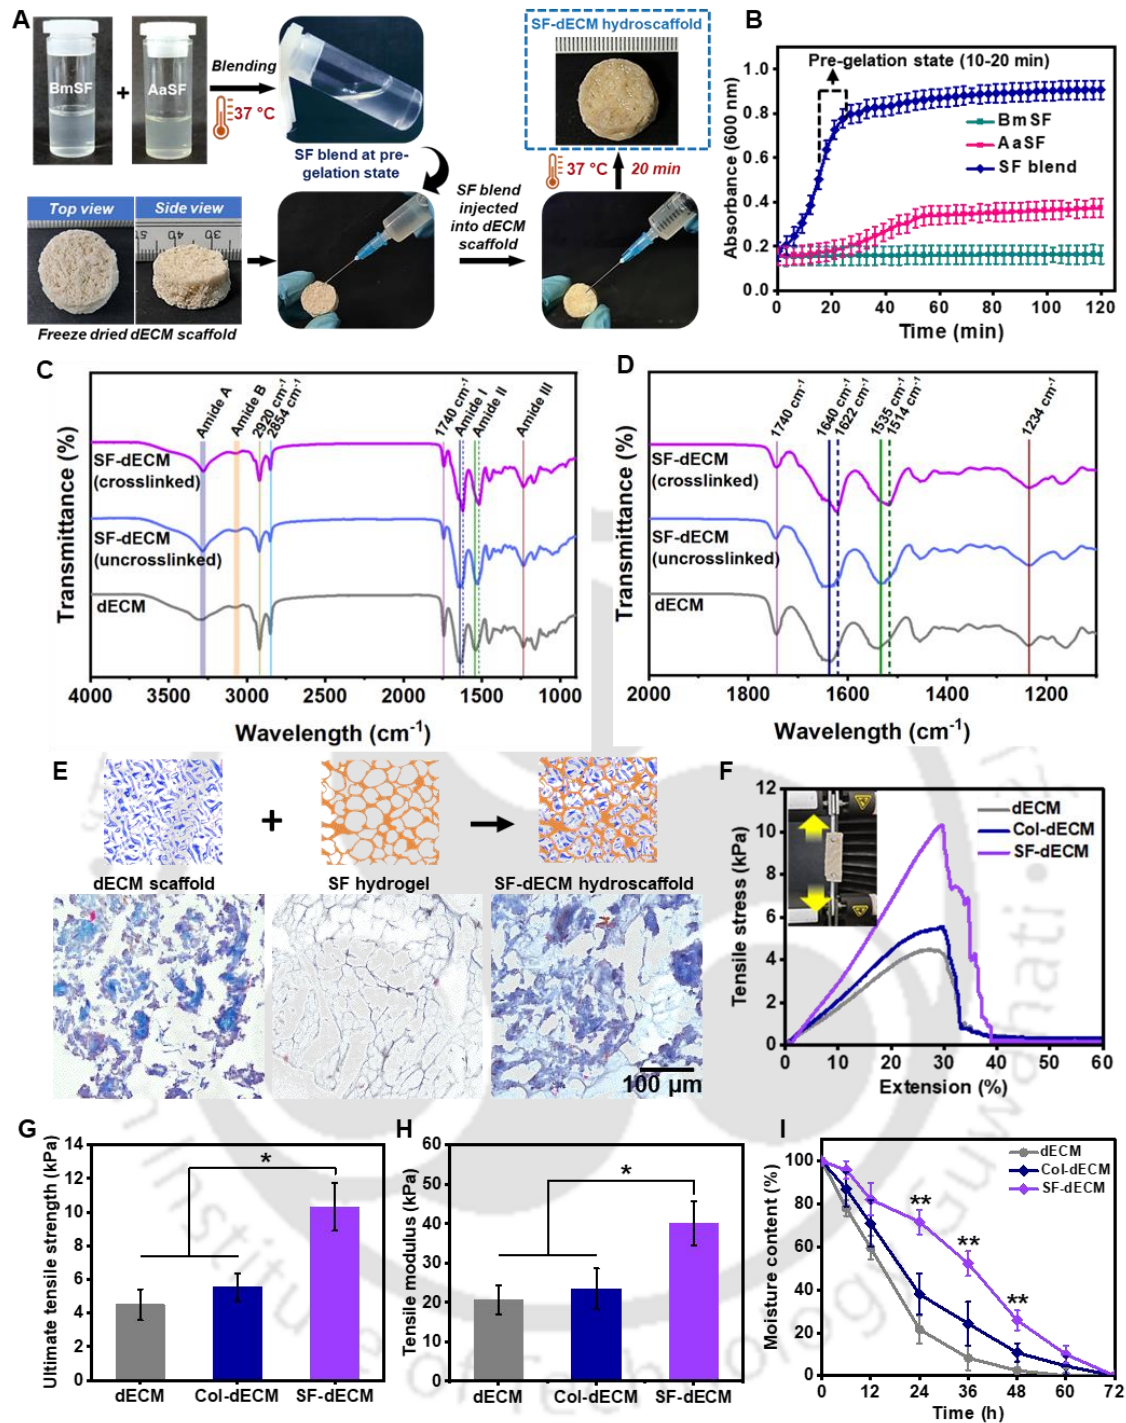 A
BmSF
+
AaSF
Blending
37 °C
SF blend at pre-
gelation state
SF-dECM hydroscaffold
37 °C
20 min
Top view
Side view
Freeze dried dECM scaffold
SF blend
injected
into dECM
scaffold
B
Pre-gelation state (10-20 min)
BmSF
AaSF
SF blend
Absorbance (600 nm)
1.0
0.8
0.6
0.4
0.2
0.0
0 20 40 60 80 100 120
Time (min)
C
Amide A
Amide B
2920 cm-1
2854 cm-1
1740 cm-1
Amide I
Amide II
Amide III
SF-dECM
(crosslinked)
SF-dECM
(uncrosslinked)
dECM
Transmittance (%)
4000 3500 3000 2500 2000 1500 1000
Wavelength (cm-1)
D
1740 cm-1
1640 cm-1
1622 cm-1
1535 cm-1
1514 cm-1
1234 cm-1
SF-dECM
(crosslinked)
SF-dECM
(uncrosslinked)
dECM
Transmittance (%)
2000 1800 1600 1400 1200
Wavelength (cm-1)
E
+
dECM scaffold
SF hydrogel
SF-dECM hydroscaffold
100 µm
F
dECM
Col-dECM
SF-dECM
Tensile stress (kPa)
12
10
8
6
4
2
0
0 10 20 30 40 50 60
Extension (%)
G
Ultimate tensile strength (kPa)
14
12
10
8
6
4
2
0
*
dECM Col-dECM SF-dECM
H
Tensile modulus (kPa)
60
50
40
30
20
10
0
*
dECM Col-dECM SF-dECM
I
dECM
Col-dECM
SF-dECM
Moisture content (%)
100
80
60
40
20
0
**
**
**
0 12 24 36 48 60 72
Time (h)
Institute of Technology Guwahati